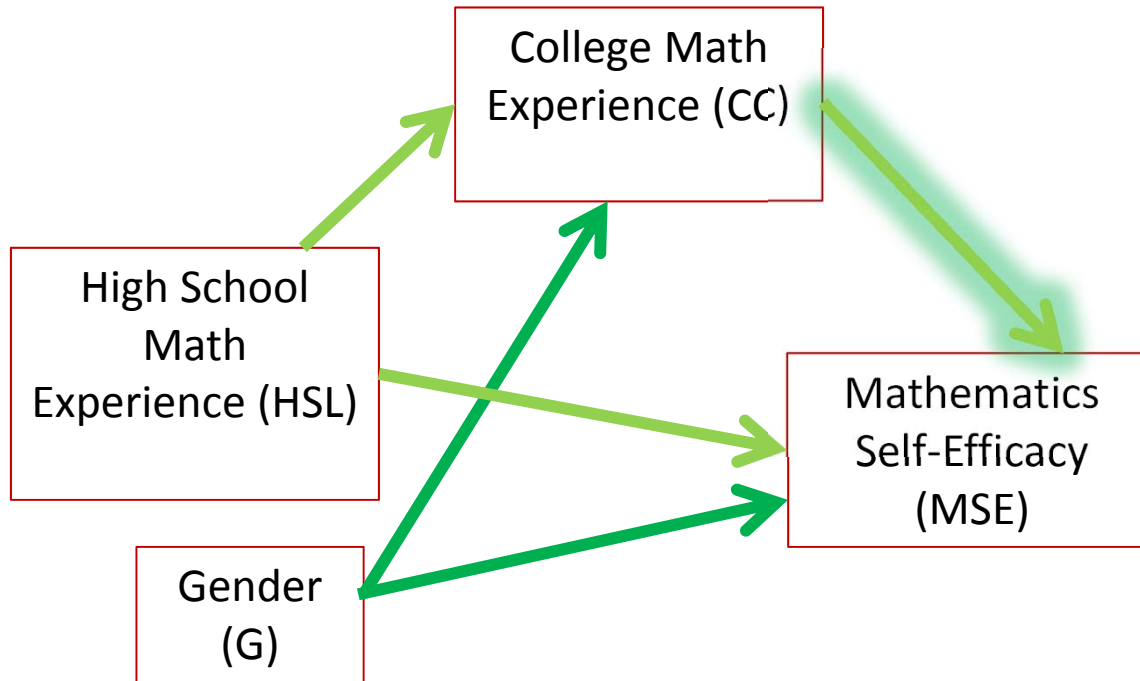 College Math
Experience (CC)
High School
Math
Experience (HSL)
Mathematics
Self-Efficacy
(MSE)
Gender
(G)